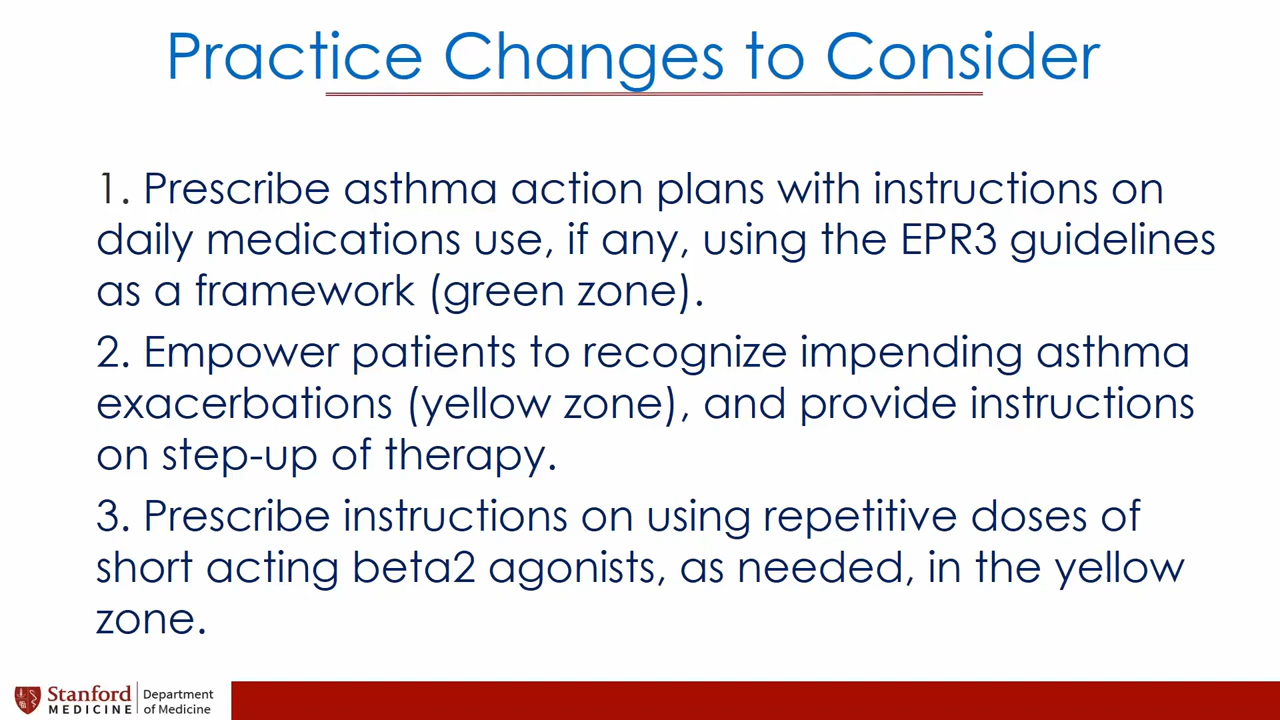 Practice Changes to Consider
1. Prescribe asthma action plans with instructions on
daily medications use, if any, using the EPR3 guidelines
as a framework (green zone).
2. Empower patients to recognize impending asthma
exacerbations (yellow zone), and provide instructions
on step-up of therapy.
3. Prescribe instructions on using repetitive doses of
short acting beta2 agonists, as needed, in the yellow
zone.
Stanford
MEDICINE
Department
of Medicine